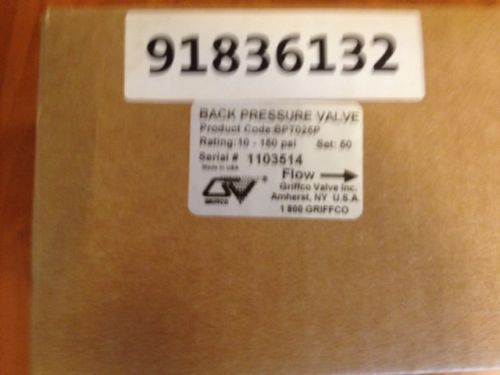 91836132
BACK PRESSURE VALVE
Product Code:BPT025P
Rating:10 - 150 psi Set: 50
Serial # 1103514
Made in USA
Flow
GRIFFCO
Griffco Valve Inc.
Amherst, NY U.S.A.
1 800 GRIFFCO